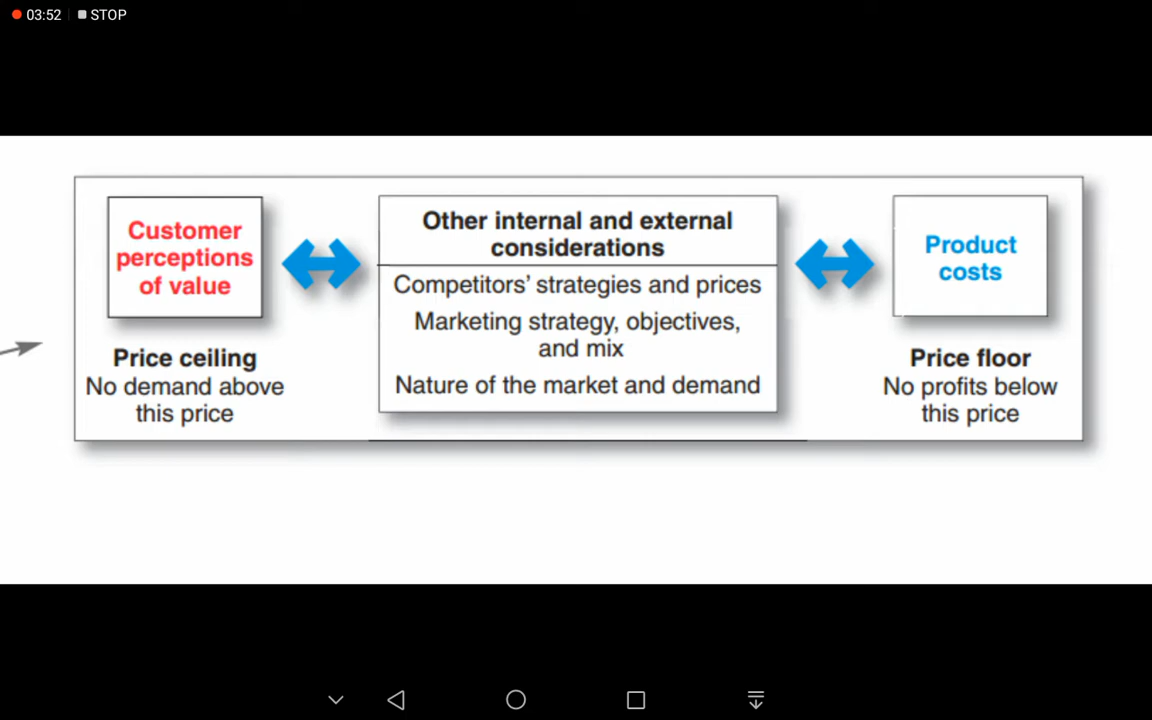 03:52 STOP
Customer
perceptions
of value
Price ceiling
No demand above
this price
Other internal and external
considerations
Competitors’ strategies and prices
Marketing strategy, objectives,
and mix
Nature of the market and demand
Product
costs
Price floor
No profits below
this price